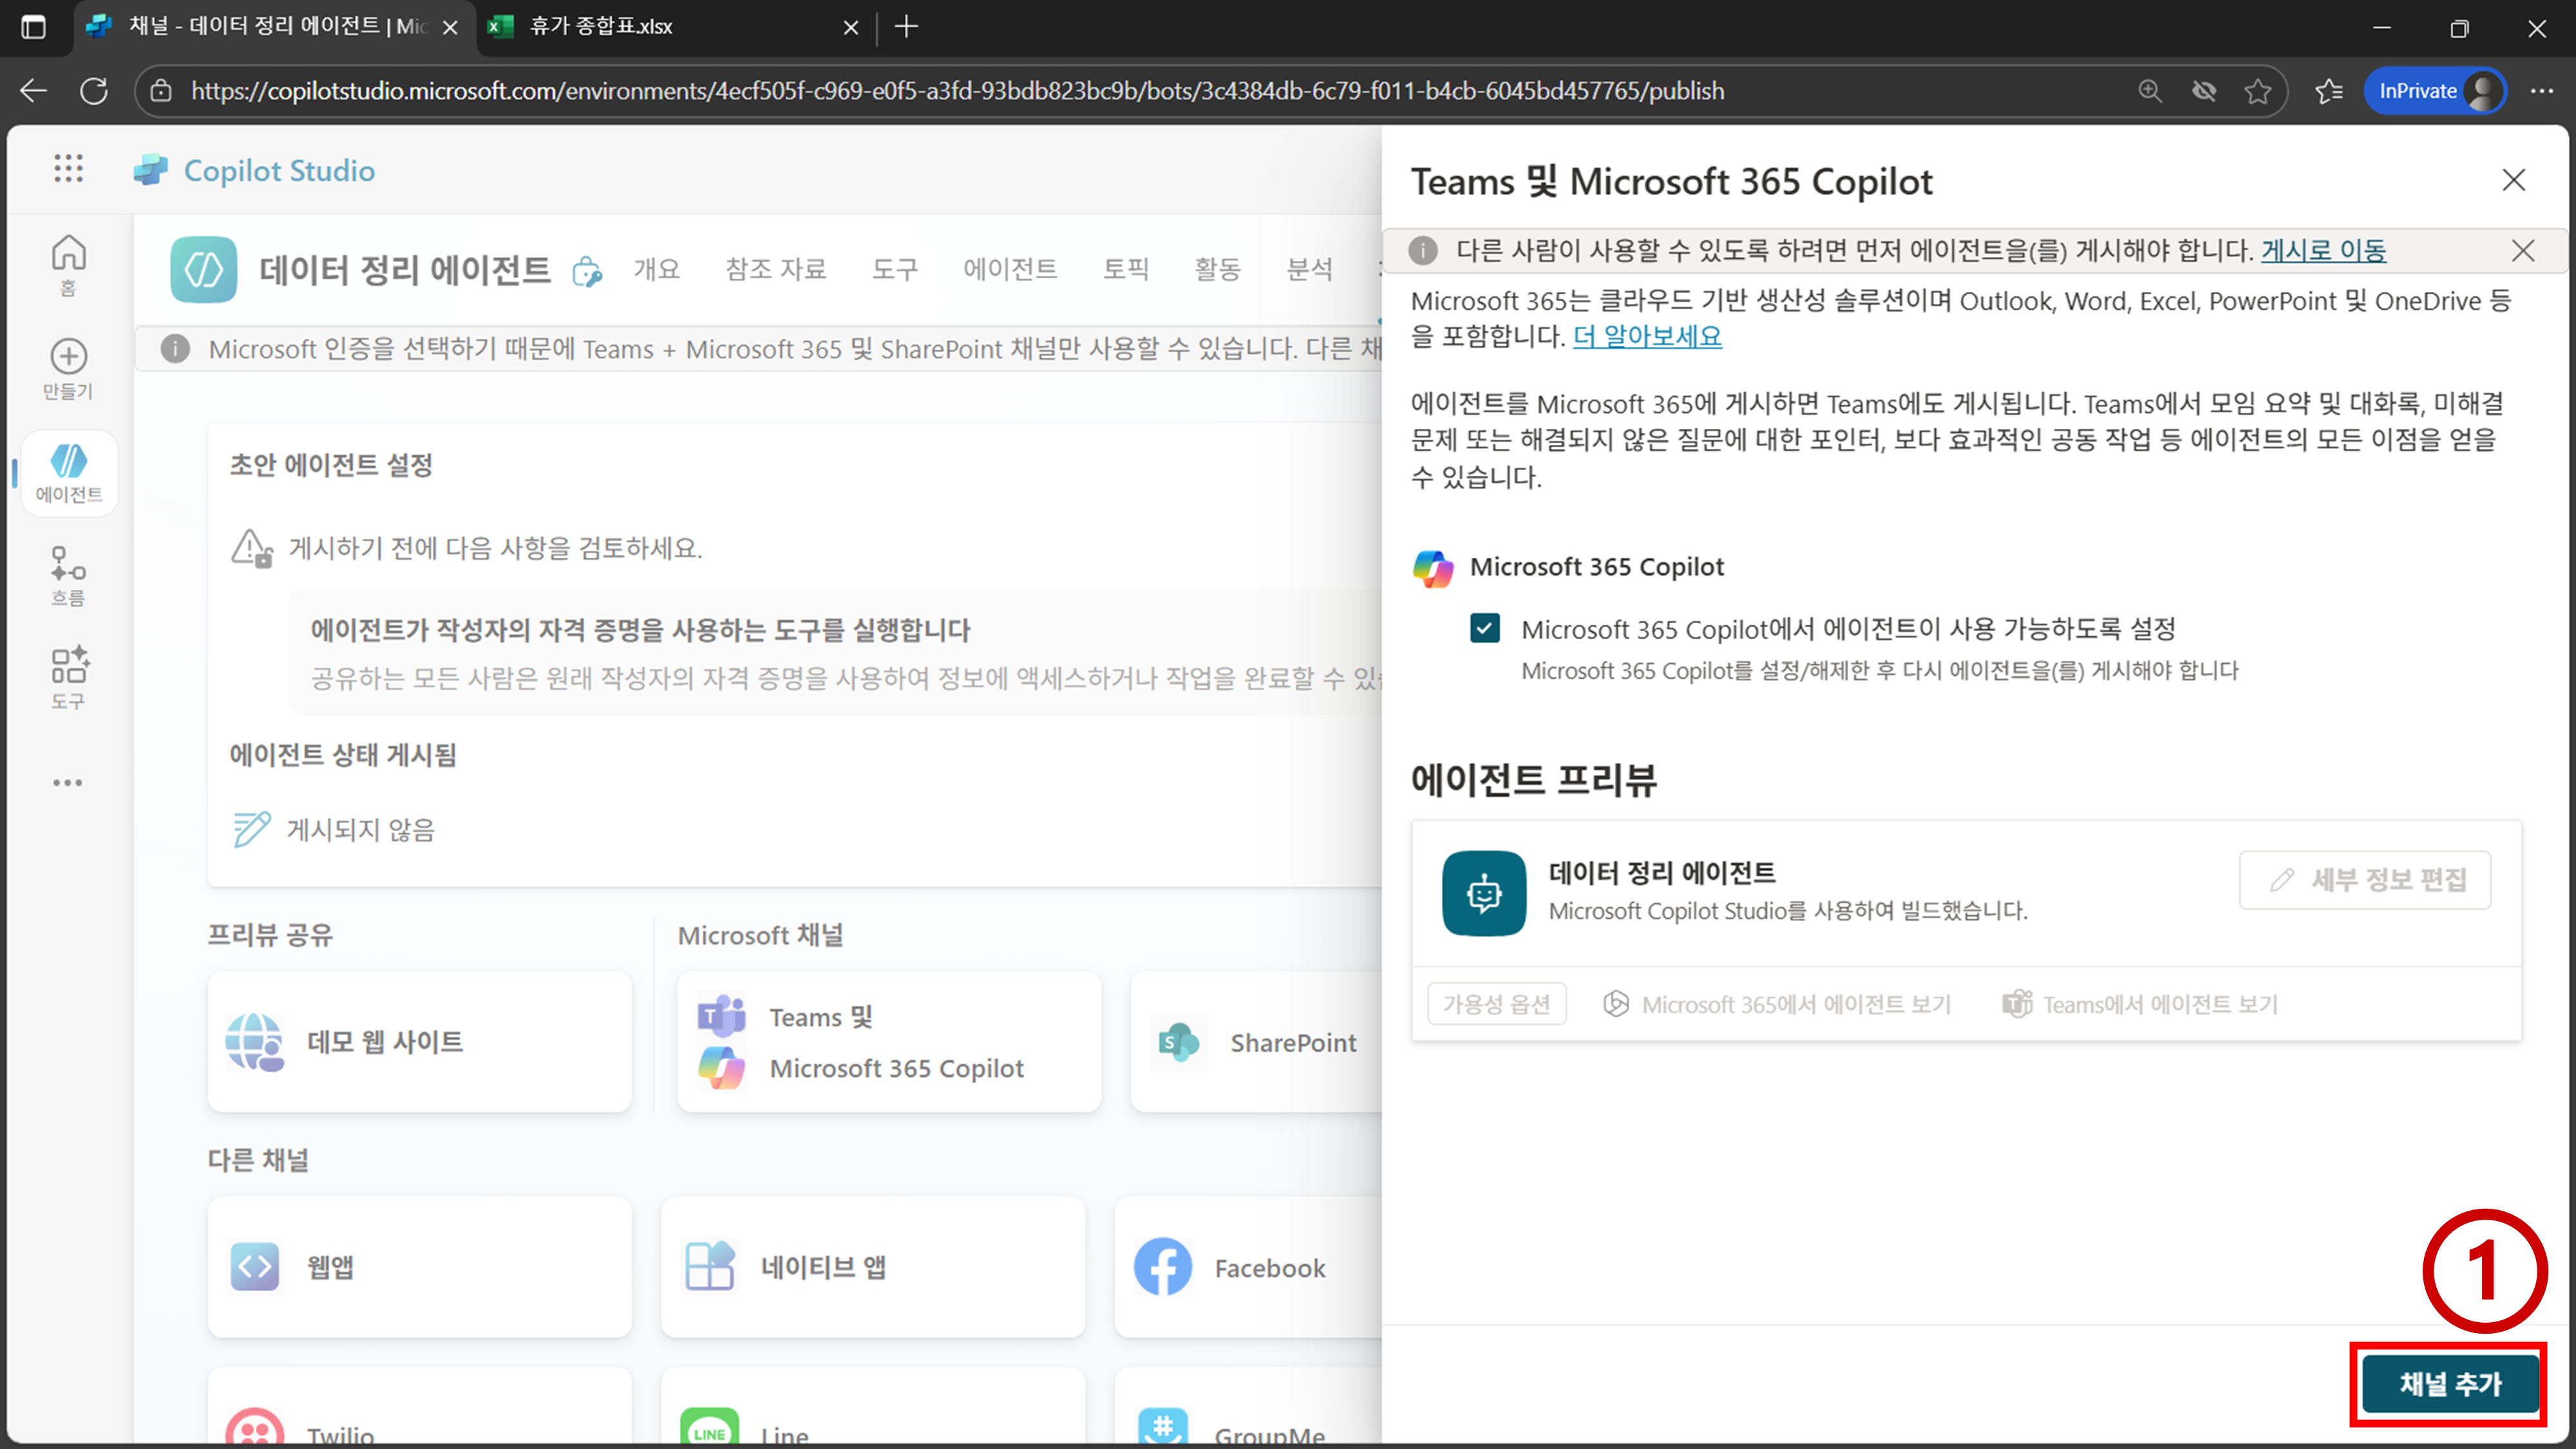 채널 - 데이터 정리 에이전트 | Mic
휴가 종합표.xlsx
https://copilotstudio.microsoft.com/environments/4ecf505f-c969-e0f5-a3fd-93bdb823bc9b/bots/3c4384db-6c79-f011-b4cb-6045bd457765/publish
InPrivate
Copilot Studio
홈
만들기
에이전트
흐름
도구
데이터 정리 에이전트
개요
참조 자료
도구
에이전트
토픽
활동
분석
Microsoft 인증을 선택하기 때문에 Teams + Microsoft 365 및 SharePoint 채널만 사용할 수 있습니다. 다른 채
초안 에이전트 설정
게시하기 전에 다음 사항을 검토하세요.
에이전트가 작성자의 자격 증명을 사용하는 도구를 실행합니다
공유하는 모든 사람은 원래 작성자의 자격 증명을 사용하여 정보에 액세스하거나 작업을 완료할 수 있
에이전트 상태 게시됨
게시되지 않음
프리뷰 공유
Microsoft 채널
데모 웹 사이트
Teams 및
Microsoft 365 Copilot
SharePoint
다른 채널
웹앱
네이티브 앱
Facebook
Twilio
LINE
Line
GroupMe
Teams 및 Microsoft 365 Copilot
다른 사람이 사용할 수 있도록 하려면 먼저 에이전트을(를) 게시해야 합니다. 게시로 이동
Microsoft 365는 클라우드 기반 생산성 솔루션이며 Outlook, Word, Excel, PowerPoint 및 OneDrive 등
을 포함합니다. 더 알아보세요
에이전트를 Microsoft 365에 게시하면 Teams에도 게시됩니다. Teams에서 모임 요약 및 대화록, 미해결
문제 또는 해결되지 않은 질문에 대한 포인터, 보다 효과적인 공동 작업 등 에이전트의 모든 이점을 얻을
수 있습니다.
Microsoft 365 Copilot
Microsoft 365 Copilot에서 에이전트이 사용 가능하도록 설정
Microsoft 365 Copilot를 설정/해제한 후 다시 에이전트을(를) 게시해야 합니다
에이전트 프리뷰
데이터 정리 에이전트
Microsoft Copilot Studio를 사용하여 빌드했습니다.
세부 정보 편집
가용성 옵션
Microsoft 365에서 에이전트 보기
Teams에서 에이전트 보기
1
채널 추가